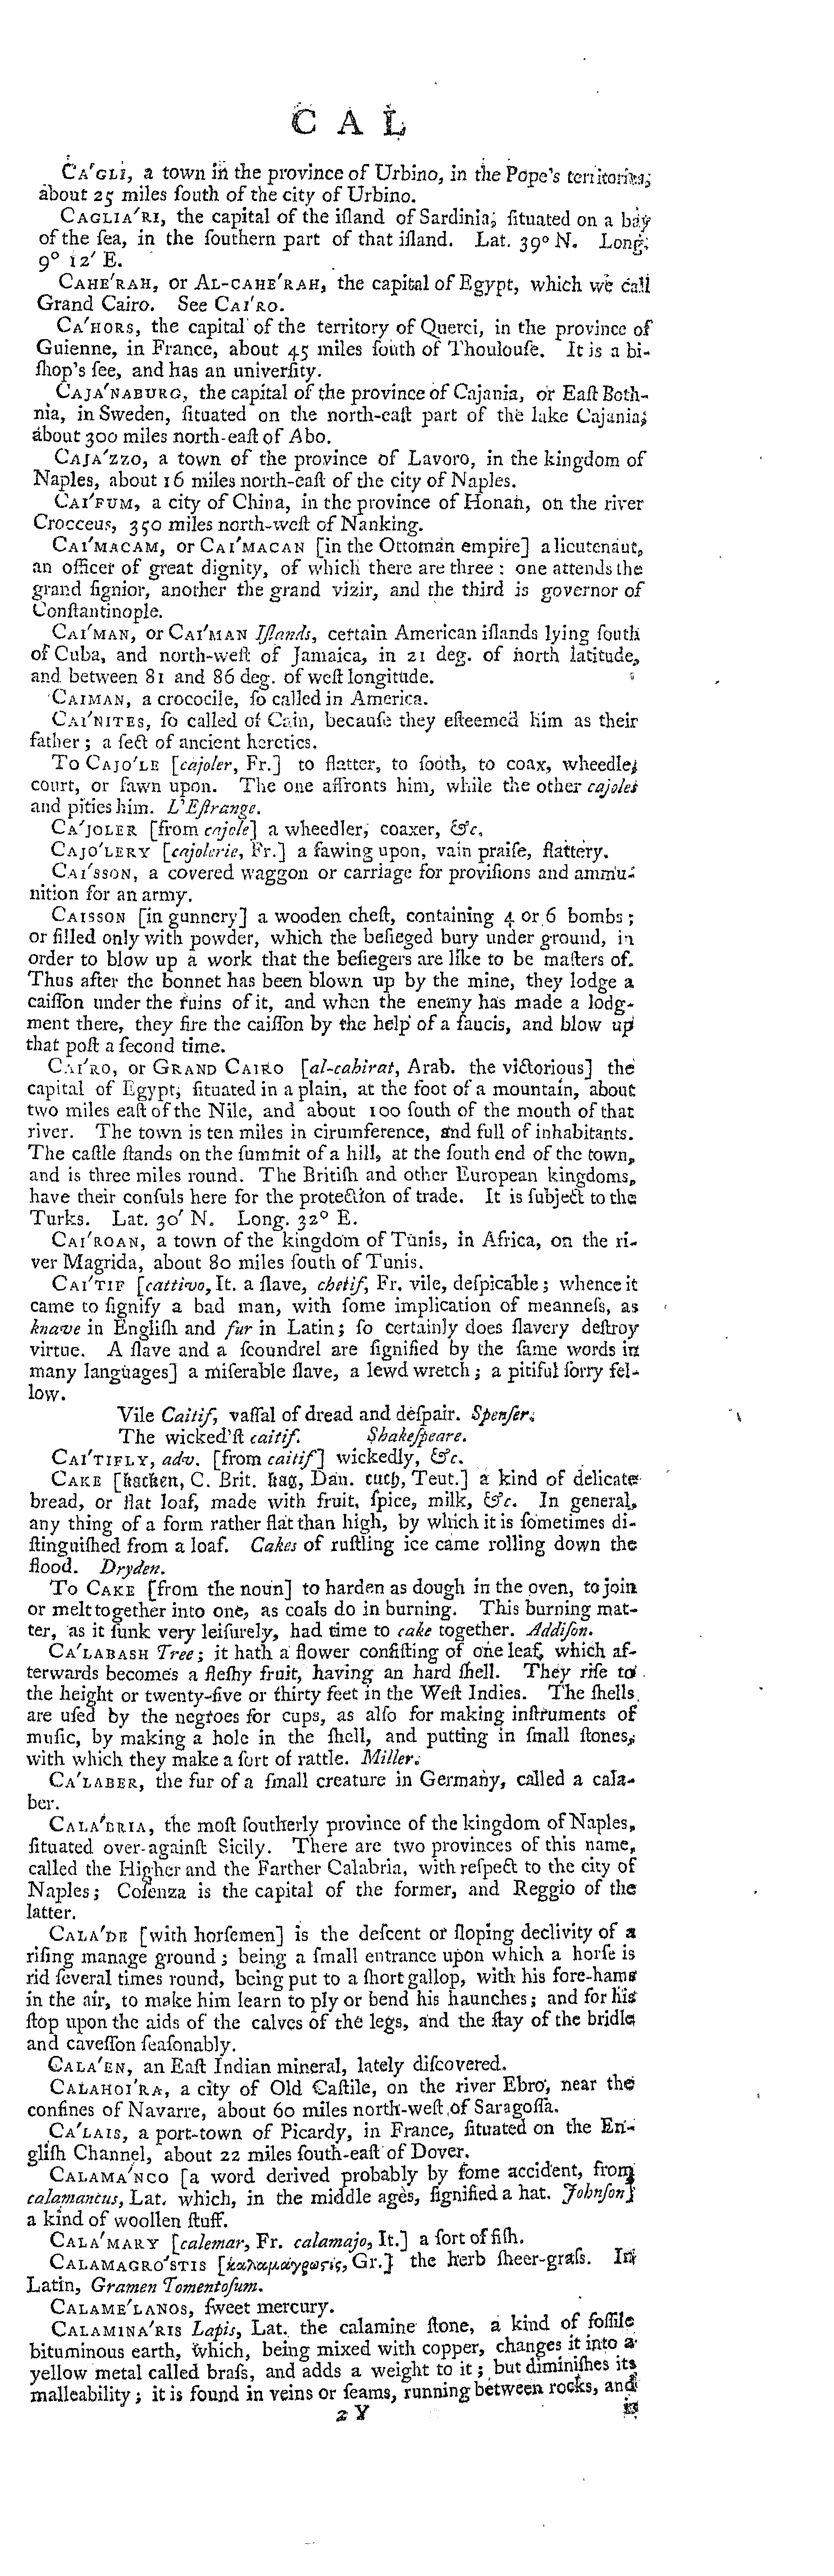 C A L
CA'GLI, a town in the province of Urbino, in the Pope's territories;
about 25 miles ſouth of the city of Urbino.
CAGLIA'RI, the capital of the iſland of Sardinia; ſituated on a bay
of the ſea, in the ſouthern part of that iſland. Lat. 39° N. Long.
9° 12′ E.
CAHE'RAH, or AL-CAHE'RAH, the capital of Egypt, which we call
Grand Cairo. See CAI'RO.
CA'HORS, the capital of the territory of Querci, in the province of
Guienne, in France, about 45 miles ſouth of Thoulouſe. It is a bi-
ſhop's ſee, and has an univerſity.
CAJA'NABURG, the capital of the province of Cajania, or Eaſt Both-
nia, in Sweden, ſituated on the north-eaſt part of the lake Cajania;
about 300 miles north-eaſt of Abo.
CAJA'ZZO, a town of the province of Lavoro, in the kingdom of
Naples, about 16 miles north-eaſt of the city of Naples.
CAI'FUM, a city of China, in the province of Honan, on the river
Crocceus, 350 miles north-weſt of Nanking.
CAI'MACAM, or CAI'MACAN [in the Ottoman empire] a lieutenant,
an officer of great dignity, of which there are three: one attends the
grand ſignior, another the grand vizir, and the third is governor of
Conſtantinople.
CAI'MAN, or CAI'MAN Iſlands, certain American iſlands lying ſouth
of Cuba, and north-weſt of Jamaica, in 21 deg. of north latitude,
and between 81 and 86 deg. of weſt longitude.
CAIMAN, a crococile, ſo called in America.
CAI'NITES, ſo called of Cain, becauſe they eſteemed him as their
father; a ſect of ancient heretics.
To CAJO'LE [cajoler, Fr.] to flatter, to ſooth, to coax, wheedle,
court, or fawn upon. The one affronts him, while the other cajoles
and pities him. L'Eſtrange.
CA'JOLER [from cajole] a wheedler, coaxer, &c.
CAJO'LERY [cajolerie, Fr.] a fawing upon, vain praiſe, flattery.
CAI'SSON, a covered waggon or carriage for proviſions and ammu-
nition for an army.
CAISSON [in gunnery] a wooden cheſt, containing 4 or 6 bombs;
or filled only with powder, which the beſieged bury under ground, in
order to blow up a work that the beſiegers are like to be maſters of.
Thus after the bonnet has been blown up by the mine, they lodge a
caiſſon under the ruins of it, and when the enemy has made a lodg-
ment there, they fire the caiſſon by the help of a ſaucis, and blow up
that poſt a ſecond time.
CAI'RO, or GRAND CAIRO [al-cahirat, Arab. the victorious] the
capital of Egypt; ſituated in a plain, at the foot of a mountain, about
two miles eaſt of the Nile, and about 100 ſouth of the mouth of that
river. The town is ten miles in cirumference, and full of inhabitants.
The caſtle ſtands on the ſummit of a hill, at the ſouth end of the town,
and is three miles round. The Britiſh and other European kingdoms,
have their conſuls here for the protection of trade. It is ſubject to the
Turks. Lat. 30′ N. Long. 32° E.
CAI'ROAN, a town of the kingdom of Tunis, in Africa, on the ri-
ver Magrida, about 80 miles ſouth of Tunis.
CAI'TIF [cattivo, It. a ſlave, chetif, Fr. vile, deſpicable; whence it
came to ſignify a bad man, with ſome implication of meanneſs, as
knave in Engliſh and fur in Latin; ſo certainly does ſlavery deſtroy
virtue. A ſlave and a ſcoundrel are ſignified by the ſame words in
many languages] a miſerable ſlave, a lewd wretch; a pitiful ſorry fel-
low.
Vile Caitif, vaſſal of dread and deſpair. Spenſer.
The wicked'ſt caitif. Shakeſpeare.
CAI'TIFLY, adv. [from caitif] wickedly, &c.
CAKE [kachen, C. Brit. kag, Dan. cuch, Teut.] a kind of delicate
bread, or flat loaf, made with fruit, ſpice, milk, &c. In general,
any thing of a form rather flat than high, by which it is ſometimes di-
ſtinguiſhed from a loaf. Cakes of ruſtling ice came rolling down the
flood. Dryden.
To CAKE [from the noun] to harden as dough in the oven, to join
or melt together into one, as coals do in burning. This burning mat-
ter, as it ſunk very leiſurely, had time to cake together. Addiſon.
CA'LABASH Tree; it hath a flower conſiſting of one leaf, which af-
terwards becomes a fleſhy fruit, having an hard ſhell. They riſe to
the height or twenty-five or thirty feet in the Weſt Indies. The ſhells
are uſed by the negroes for cups, as alſo for making inſtruments of
muſic, by making a hole in the ſhell, and putting in ſmall ſtones,
with which they make a ſort of rattle. Miller.
CA'LABER, the fur of a ſmall creature in Germany, called a cala-
ber.
CALA'BRIA, the moſt ſoutherly province of the kingdom of Naples,
ſituated over-againſt Sicily. There are two provinces of this name,
called the Higher and the Farther Calabria, with reſpect to the city of
Naples; Coſenza is the capital of the former, and Reggio of the
latter.
CALA'DE [with horſemen] is the deſcent or ſloping declivity of a
riſing manage ground; being a ſmall entrance upon which a horſe is
rid ſeveral times round, being put to a ſhort gallop, with his fore-hams
in the air, to make him learn to ply or bend his haunches; and for his
ſtop upon the aids of the calves of the legs, and the ſtay of the bridle
and caveſſon ſeaſonably.
CALA'EN, an Eaſt Indian mineral, lately diſcovered.
CALAHOI'RA, a city of Old Caſtile, on the river Ebro, near the
confines of Navarre, about 60 miles north-weſt of Saragoſſa.
CA'LAIS, a port-town of Picardy, in France, ſituated on the En-
gliſh Channel, about 22 miles ſouth-eaſt of Dover.
CALAMA'NCO [a word derived probably by ſome accident, from
calamancus, Lat. which, in the middle ages, ſignified a hat. Johnſon]
a kind of woollen ſtuff.
CALA'MARY [calemar, Fr. calamajo, It.] a ſort of fiſh.
CALAMAGRO'STIS [καλαμάγρωστις, Gr.] the herb ſheer-graſs. In
Latin, Gramen Tomentoſum.
CALAME'LANOS, ſweet mercury.
CALAMINA'RIS Lapis, Lat. the calamine ſtone, a kind of foſſile
bituminous earth, which, being mixed with copper, changes it into a
yellow metal called braſs, and adds a weight to it; but diminiſhes its
malleability; it is found in veins or ſeams, running between rocks, and
2 Y